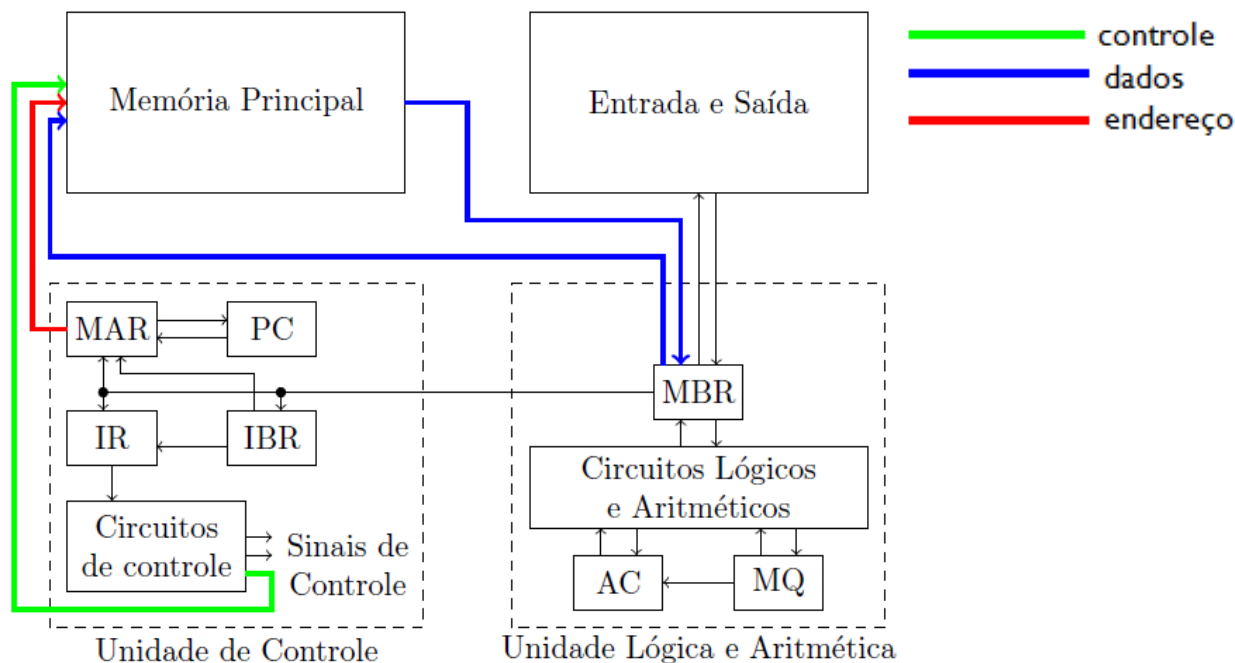 Memória Principal
Entrada e Saída
controle
dados
endereço
MAR
PC
IR
IBR
Circuitos
de controle
Sinais de
Controle
Unidade de Controle
MBR
Circuitos Lógicos
e Aritméticos
AC
MQ
Unidade Lógica e Aritmética